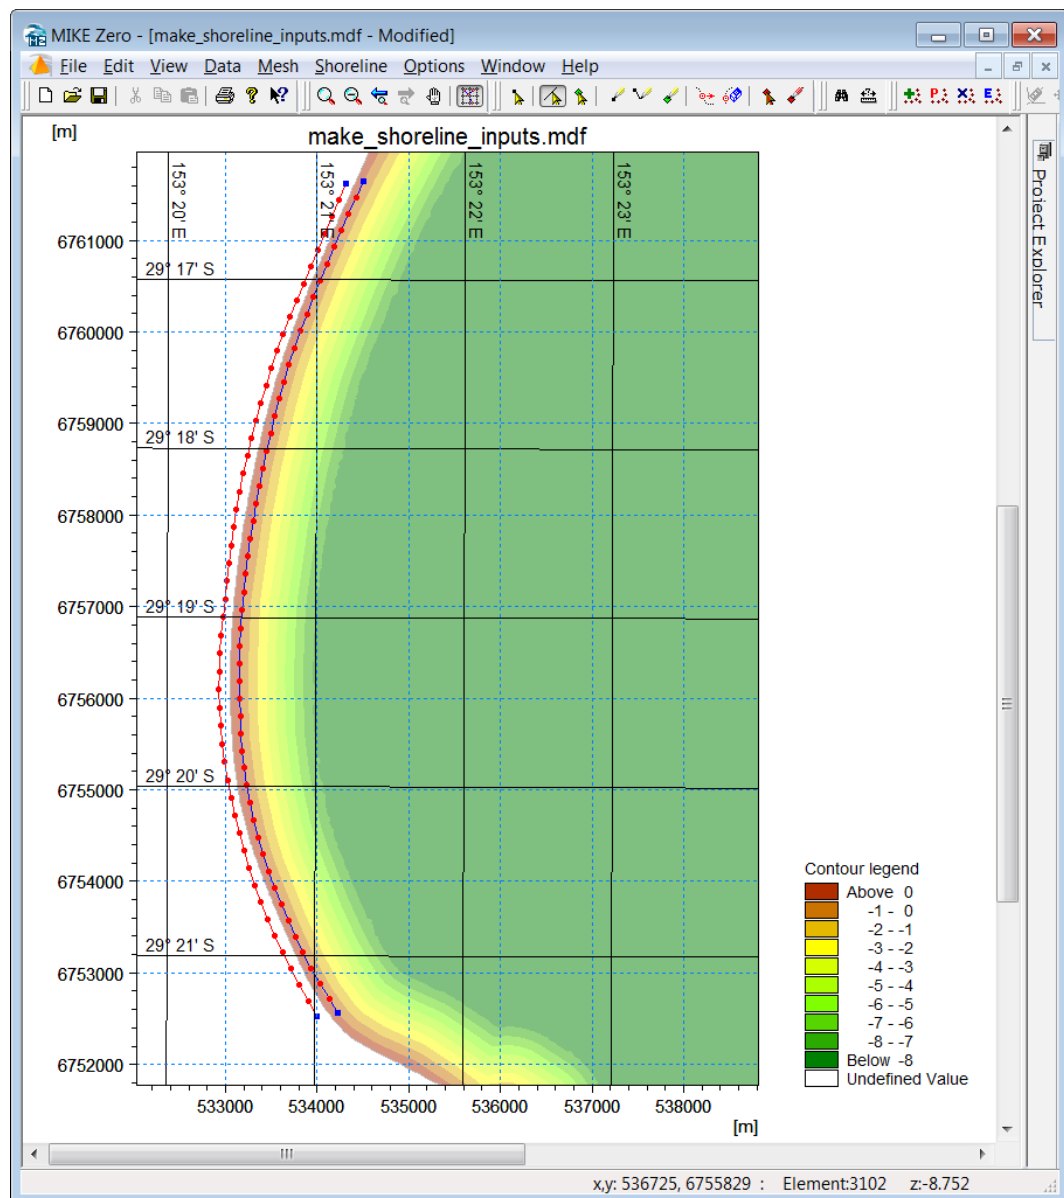 MIKE Zero - [make_shoreline_inputs.mdf - Modified]
File Edit View Data Mesh Shoreline Options Window Help
[m]
make_shoreline_inputs.mdf
153° 20' E
153° 21' E
153° 22' E
153° 23' E
Project Explorer
6761000
29° 17' S
6760000
6759000
29° 18' S
6758000
6757000
29° 19' S
6756000
6755000
29° 20' S
6754000
29° 21' S
6753000
6752000
533000 534000 535000 536000 537000 538000
[m]
Contour legend
Above 0
-1 - 0
-2 - -1
-3 - -2
-4 - -3
-5 - -4
-6 - -5
-7 - -6
-8 - -7
Below -8
Undefined Value
x,y: 536725, 6755829 : Element:3102 z:-8.752